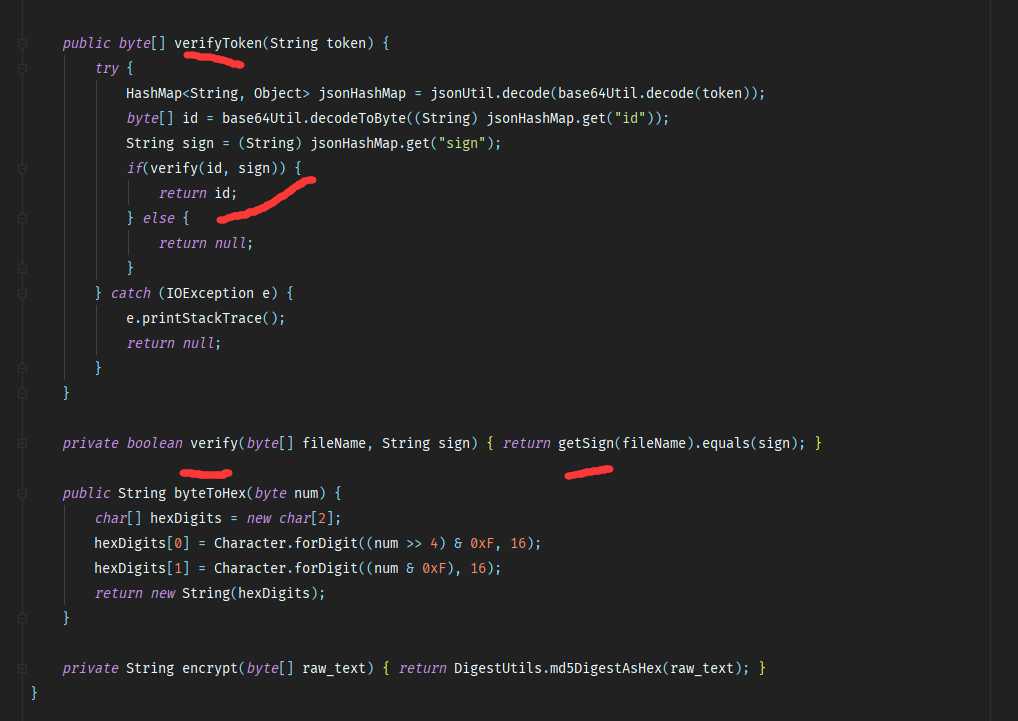 public byte[] verifyToken(String token) {
try {
HashMap<String, Object> jsonHashMap = jsonUtil.decode(base64Util.decode(token));
byte[] id = base64Util.decodeToByte((String) jsonHashMap.get("id"));
String sign = (String) jsonHashMap.get("sign");
if(verify(id, sign)) {
return id;
} else {
return null;
}
} catch (IOException e) {
e.printStackTrace();
return null;
}
}
private boolean verify(byte[] fileName, String sign) { return getSign(fileName).equals(sign); }
public String byteToHex(byte num) {
char[] hexDigits = new char[2];
hexDigits[0] = Character.forDigit((num >> 4) & 0xF, 16);
hexDigits[1] = Character.forDigit((num & 0xF), 16);
return new String(hexDigits);
}
private String encrypt(byte[] raw_text) { return DigestUtils.md5DigestAsHex(raw_text); }
}